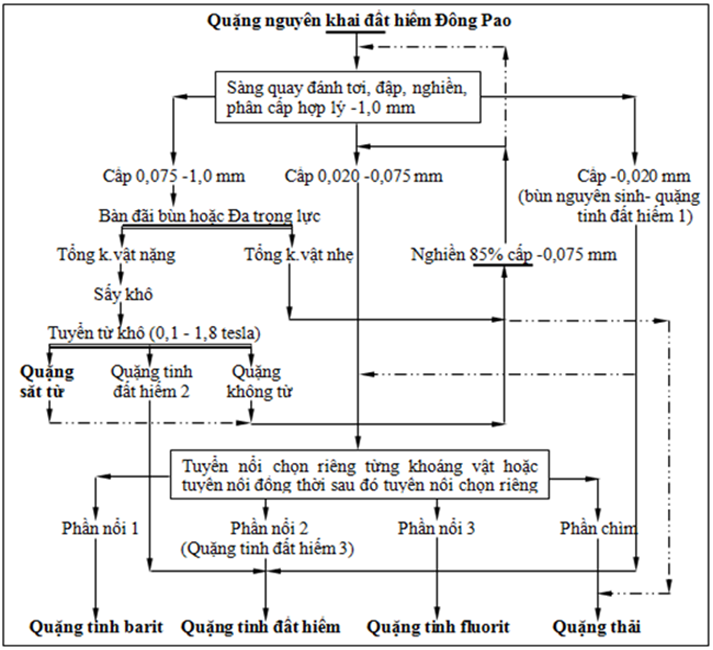 Quặng nguyên khai đất hiếm Đông Pao
Sàng quay đánh tơi, đập, nghiền,
phân cấp hợp lý -1,0 mm
Cấp 0,075 -1,0 mm
Cấp 0,020 -0,075 mm
Cấp -0,020 mm
(bùn nguyên sinh- quặng
tinh đất hiếm 1)
Bàn đãi bùn hoặc Đa trọng lực
Tổng k.vật nặng
Tổng k.vật nhẹ
Nghiền 85% cấp -0,075 mm
Sấy khô
Tuyển từ khô (0,1 - 1,8 tesla)
Quặng
sắt từ
Quặng tinh
đất hiếm 2
Quặng
không từ
Tuyển nổi chọn riêng từng khoáng vật hoặc
tuyển nổi đồng thời sau đó tuyển nổi chọn riêng
Phần nổi 1
Phần nổi 2
(Quặng tinh đất hiếm 3)
Phần nổi 3
Phần chìm
Quặng tinh barit
Quặng tinh đất hiếm
Quặng tinh fluorit
Quặng thải